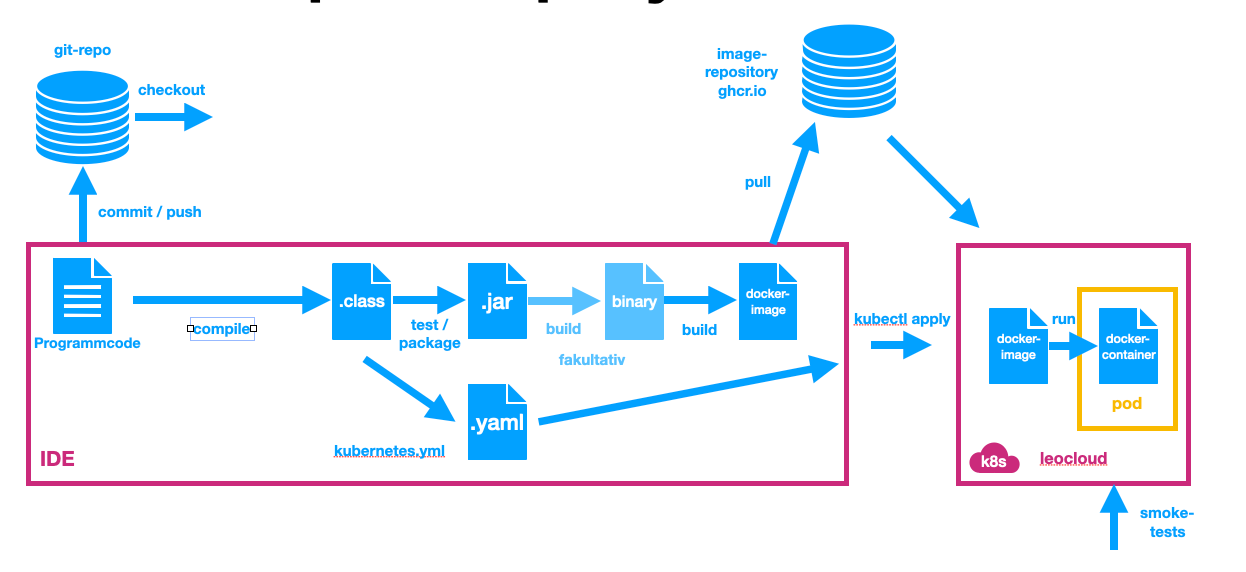 git-repo
checkout
commit / push
image-
repository
ghcr.io
pull
Programmcode
compile
.class
test /
package
.jar
build
fakultativ
binary
build
docker-
image
kubernetes.yml
.yaml
IDE
kubectl apply
docker-
image
run
docker-
container
pod
k8s
leocloud
smoke-
tests